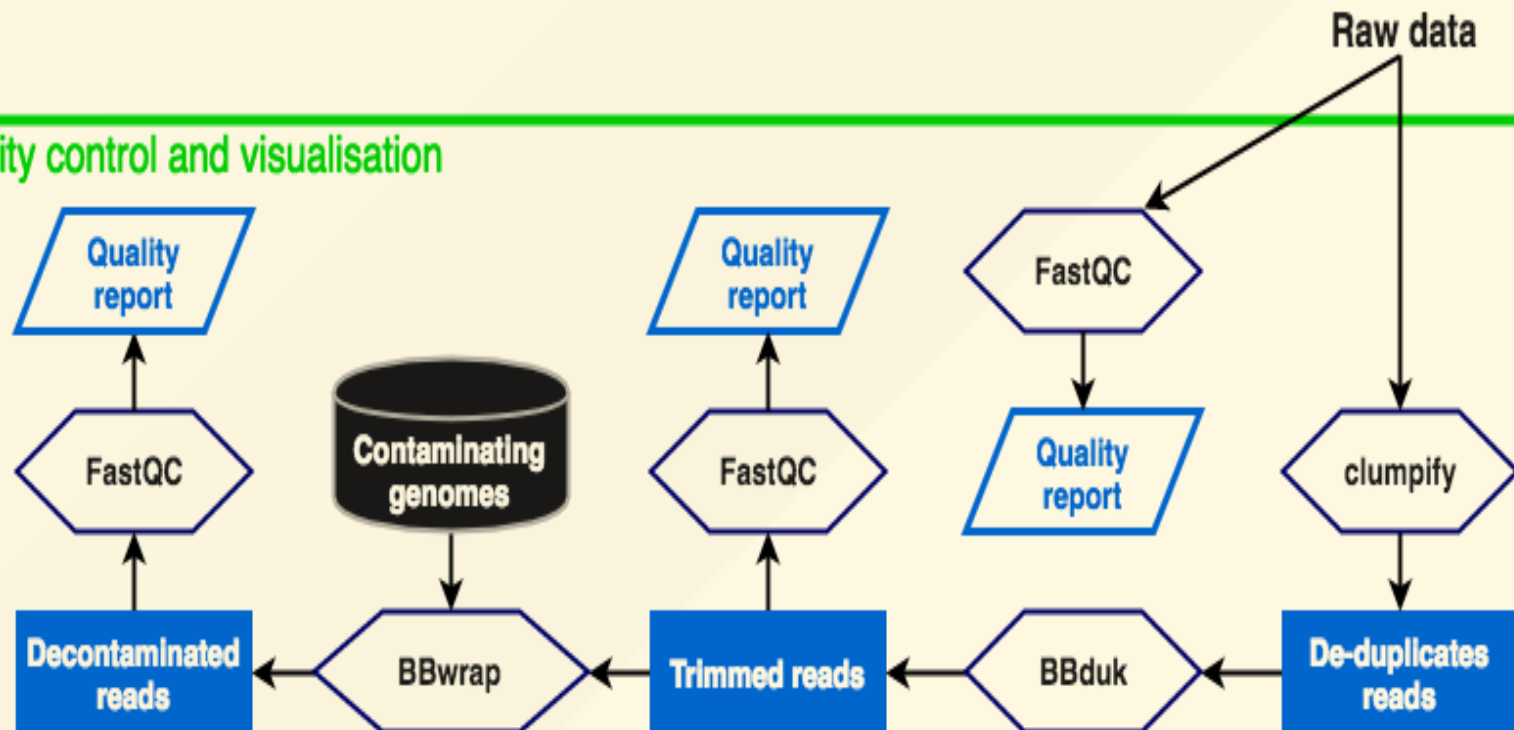 Raw data
ity control and visualisation
Quality
report
Quality
report
FastQC
FastQC
Contaminating
genomes
FastQC
Quality
report
clumpify
Decontaminated
reads
BBwrap
Trimmed reads
BBduk
De-duplicates
reads